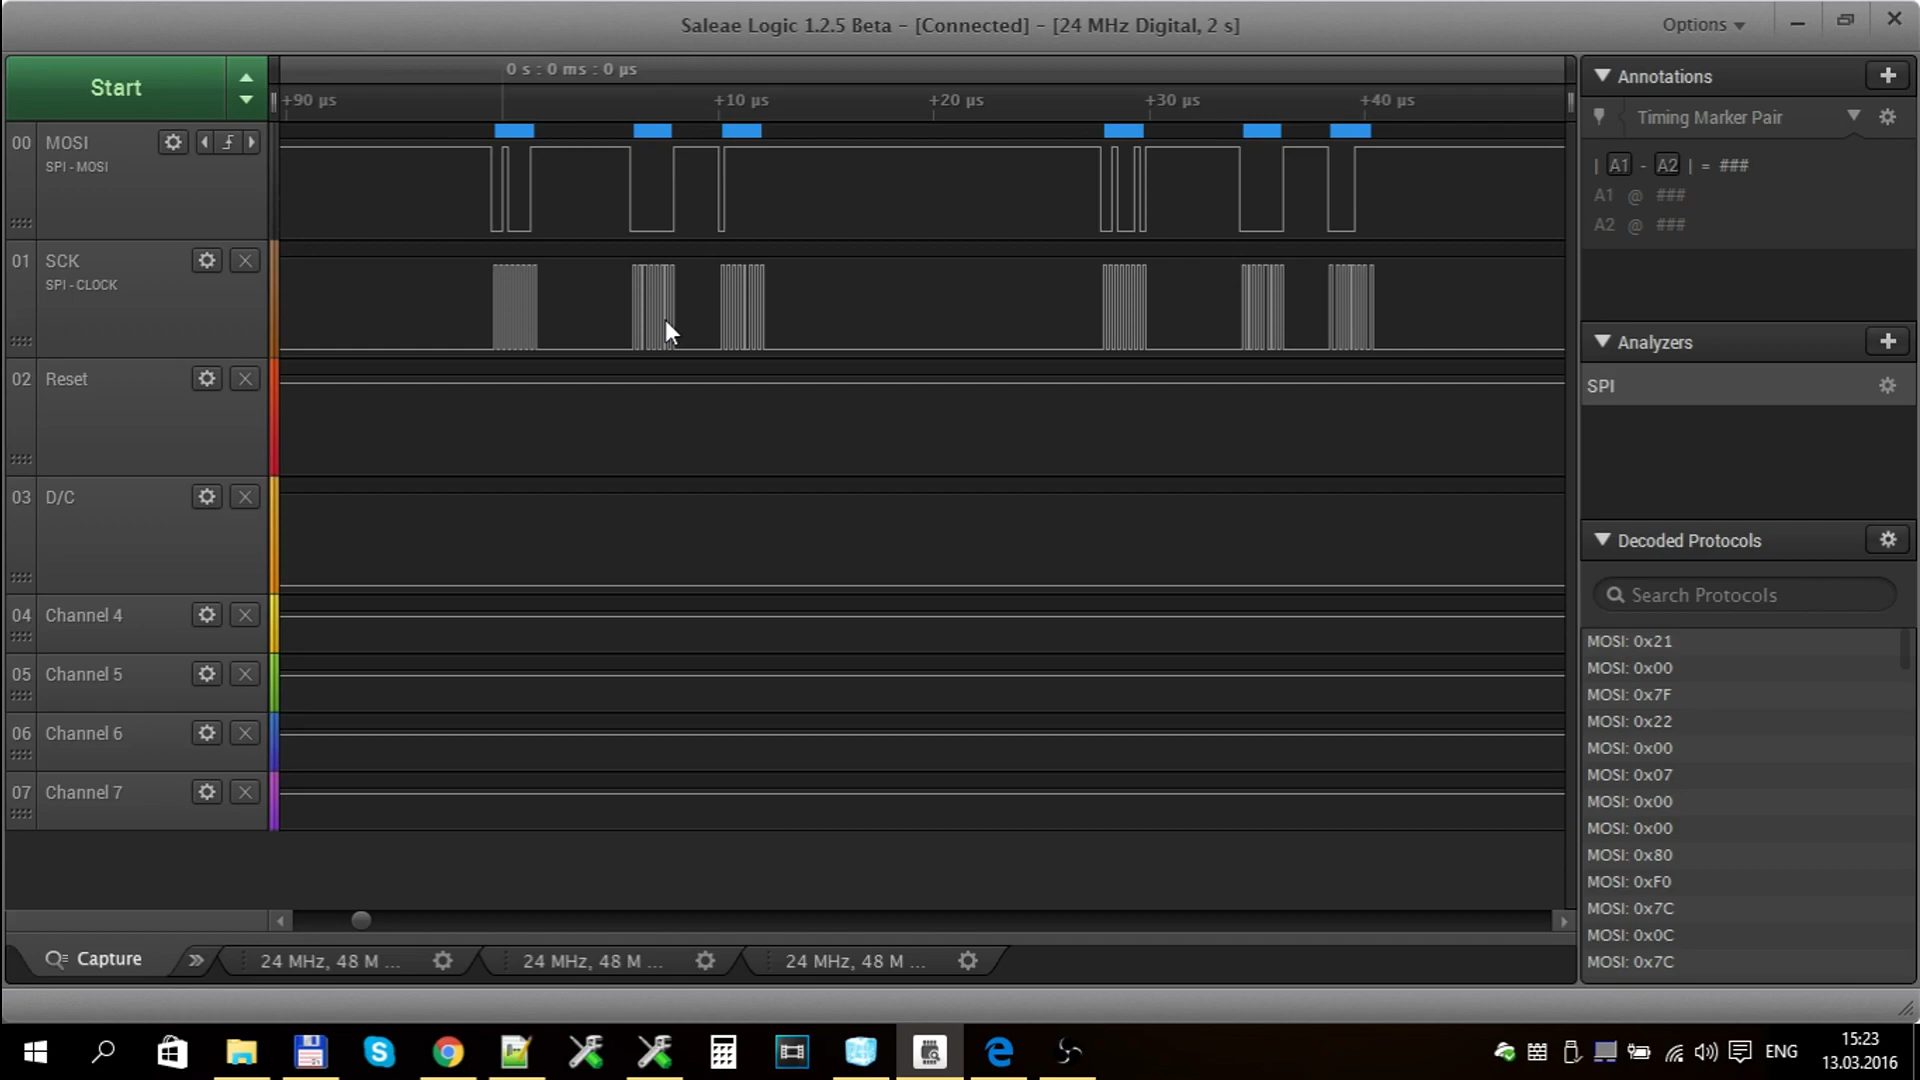 Saleae Logic 1.2.5 Beta - [Connected] - [24 MHz Digital, 2 s]
Options
Start
0 s : 0 ms : 0 µs
+90 µs
+10 µs
+20 µs
+30 µs
+40 µs
00 MOSI
SPI - MOSI
01 SCK
SPI - CLOCK
02 Reset
03 D/C
04 Channel 4
05 Channel 5
06 Channel 6
07 Channel 7
Capture
24 MHz, 48 M ...
24 MHz, 48 M ...
24 MHz, 48 M ...
Annotations
Timing Marker Pair
| A1 - A2 | = ###
A1 @ ###
A2 @ ###
Analyzers
SPI
Decoded Protocols
Search Protocols
MOSI: 0x21
MOSI: 0x00
MOSI: 0x7F
MOSI: 0x22
MOSI: 0x00
MOSI: 0x07
MOSI: 0x00
MOSI: 0x00
MOSI: 0x80
MOSI: 0xF0
MOSI: 0x7C
MOSI: 0x0C
MOSI: 0x7C
ENG
15:23
13.03.2016